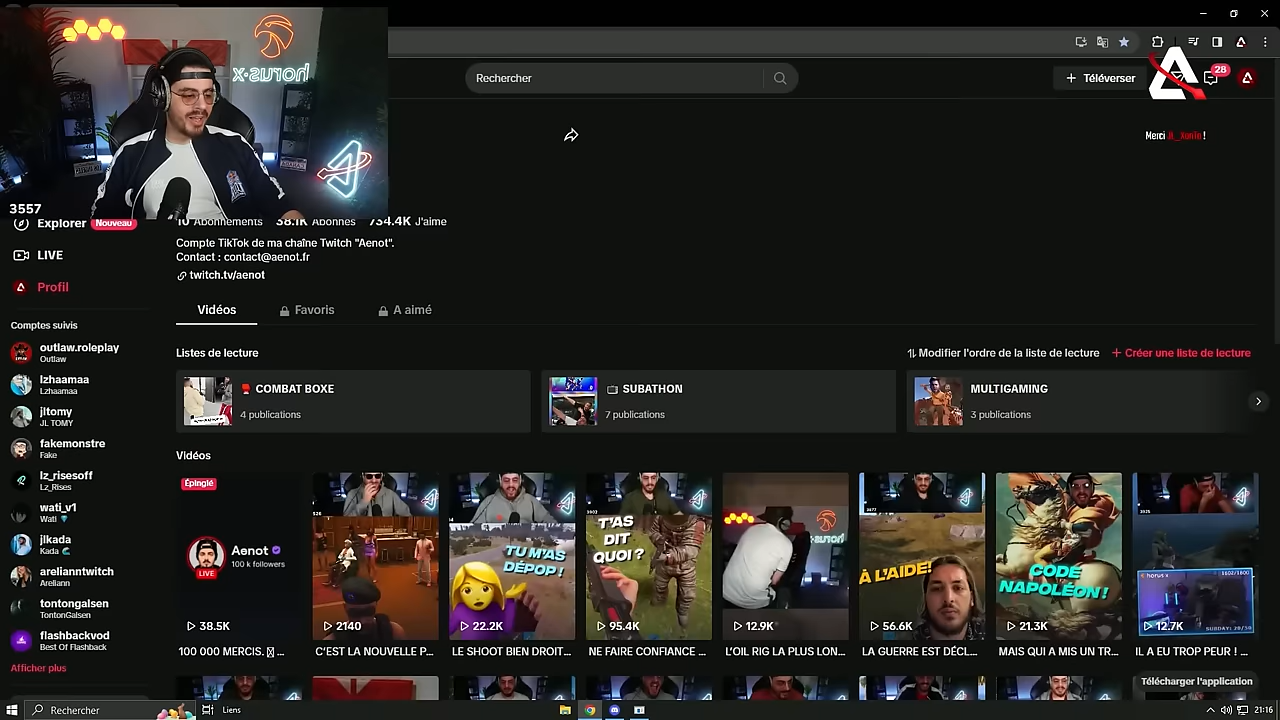 horus·x
3557
Rechercher
Téléverser
28
Merci !
Explorer Nouveau
LIVE
Profil
Comptes suivis
outlaw.roleplay
Outlaw
lzhaamaa
Lzhaamaa
jltomy
JL TOMY
fakemonstre
Fake
lz_risesoff
Lz_Rises
wati_v1
Wati
jlkada
Kada
arelianntwitch
Areliann
tontongalsen
TontonGalsen
flashbackvod
Best Of Flashback
Afficher plus
10 Abonnements 38.1K Abonnés 734.4K J'aime
Compte TikTok de ma chaîne Twitch "Aenot".
Contact : contact@aenot.fr
twitch.tv/aenot
Vidéos Favoris A aimé
Listes de lecture
Modifier l'ordre de la liste de lecture + Créer une liste de lecture
COMBAT BOXE
4 publications
SUBATHON
7 publications
MULTIGAMING
3 publications
Vidéos
Épinglé
Aenot
LIVE
100 k followers
38.5K
100 000 MERCIS. ...
2140
C'EST LA NOUVELLE P...
TU M'AS
DÉPOP !
22.2K
LE SHOOT BIEN DROIT...
T'AS
DIT
QUOI ?
95.4K
NE FAIRE CONFIANCE ...
12.9K
L'OIL RIG LA PLUS LON...
À L'AIDE!
56.6K
LA GUERRE EST DÉCL...
CODE
NAPOLÉON !
21.3K
MAIS QUI A MIS UN TR...
horus x
1602/1800
SUBDAY: 20/50
12.7K
IL A EU TROP PEUR ! ...
Télécharger l'application
Rechercher
Liens
21:16